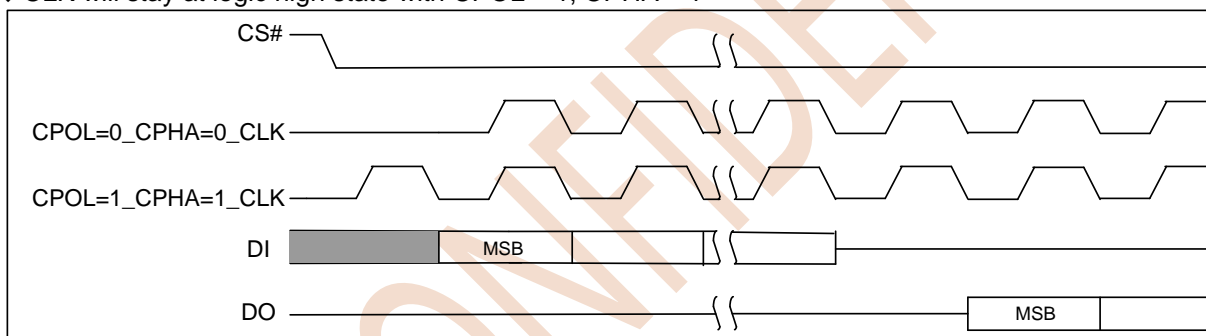 CLK will stay at logic high state with CPOL = 1, CPHA = 1
CS#
CPOL=0_CPHA=0_CLK
CPOL=1_CPHA=1_CLK
DI
MSB
DO
MSB